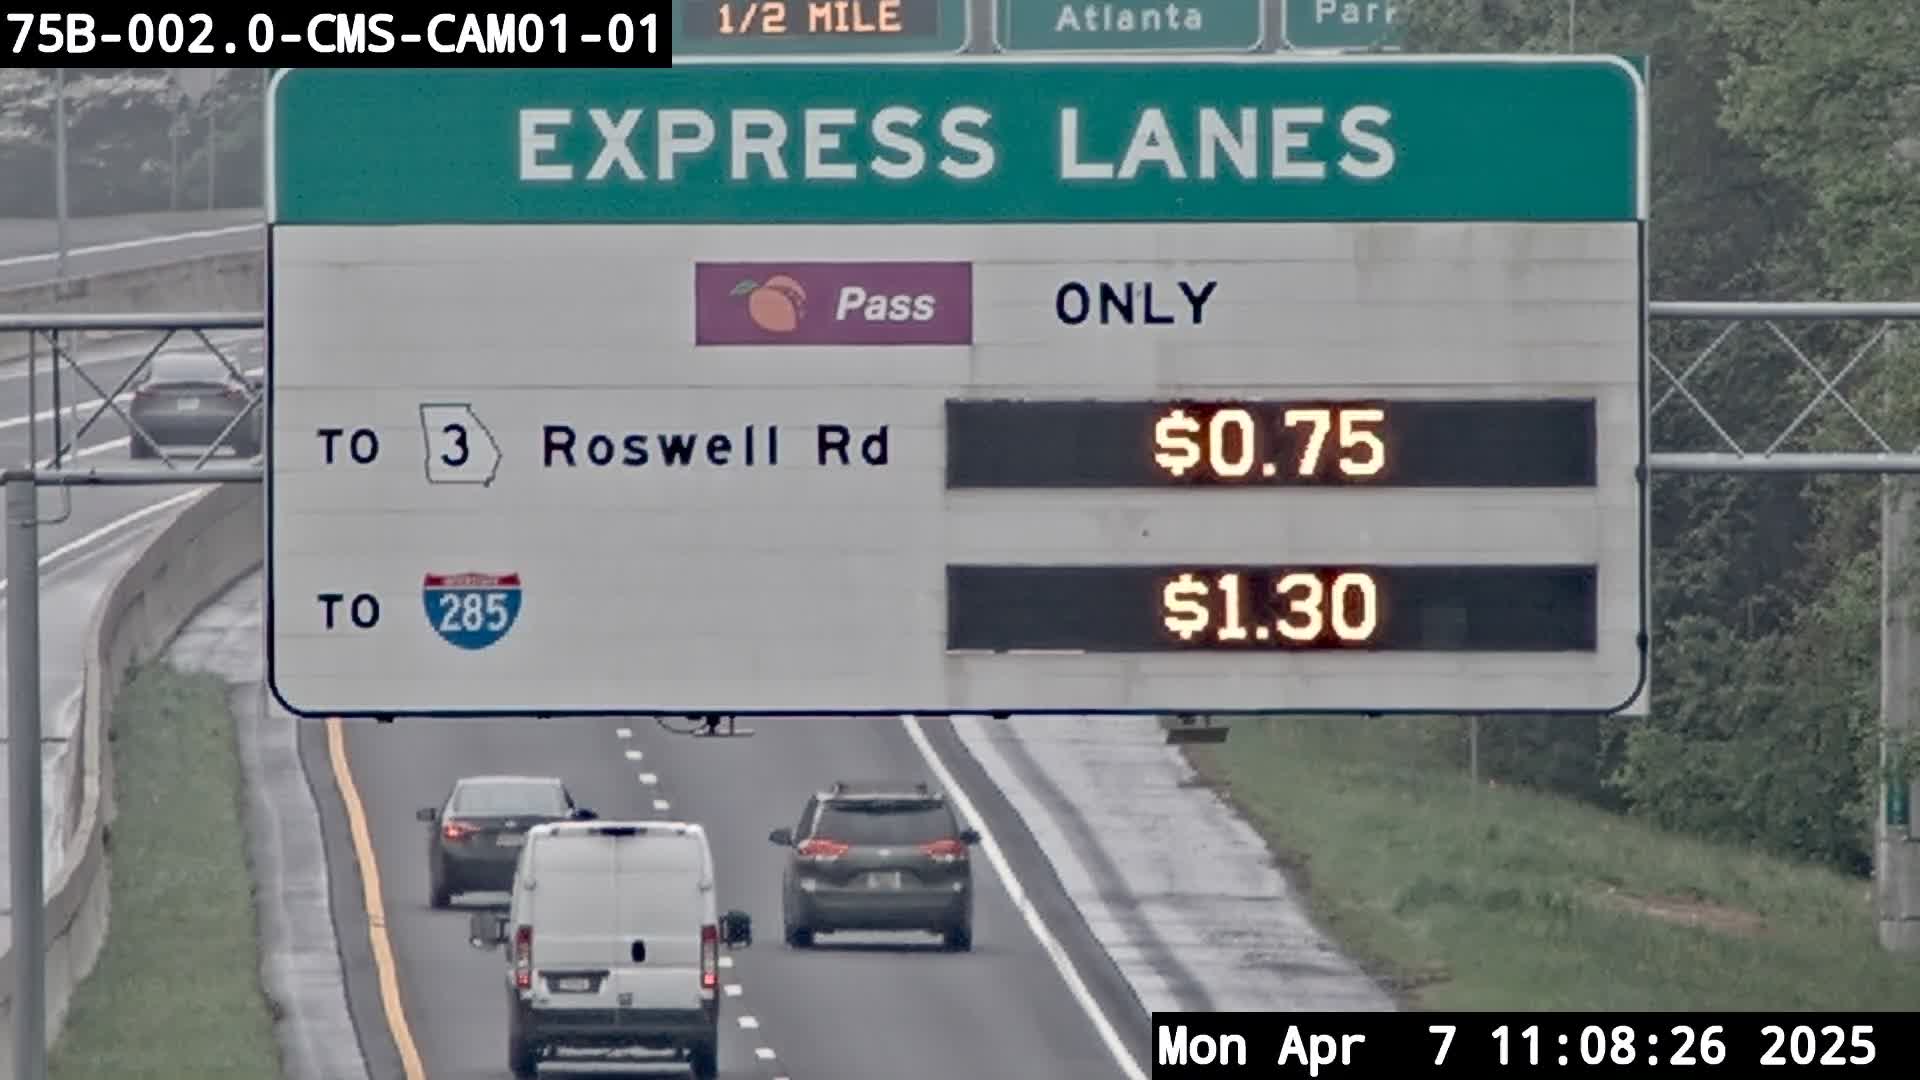 75B-002.0-CMS-CAM01-01
1/2 MILE
Atlanta
EXPRESS LANES
Pass ONLY
TO 3 Roswell Rd $0.75
TO INTERSTATE 285 $1.30
Mon Apr 7 11:08:26 2025